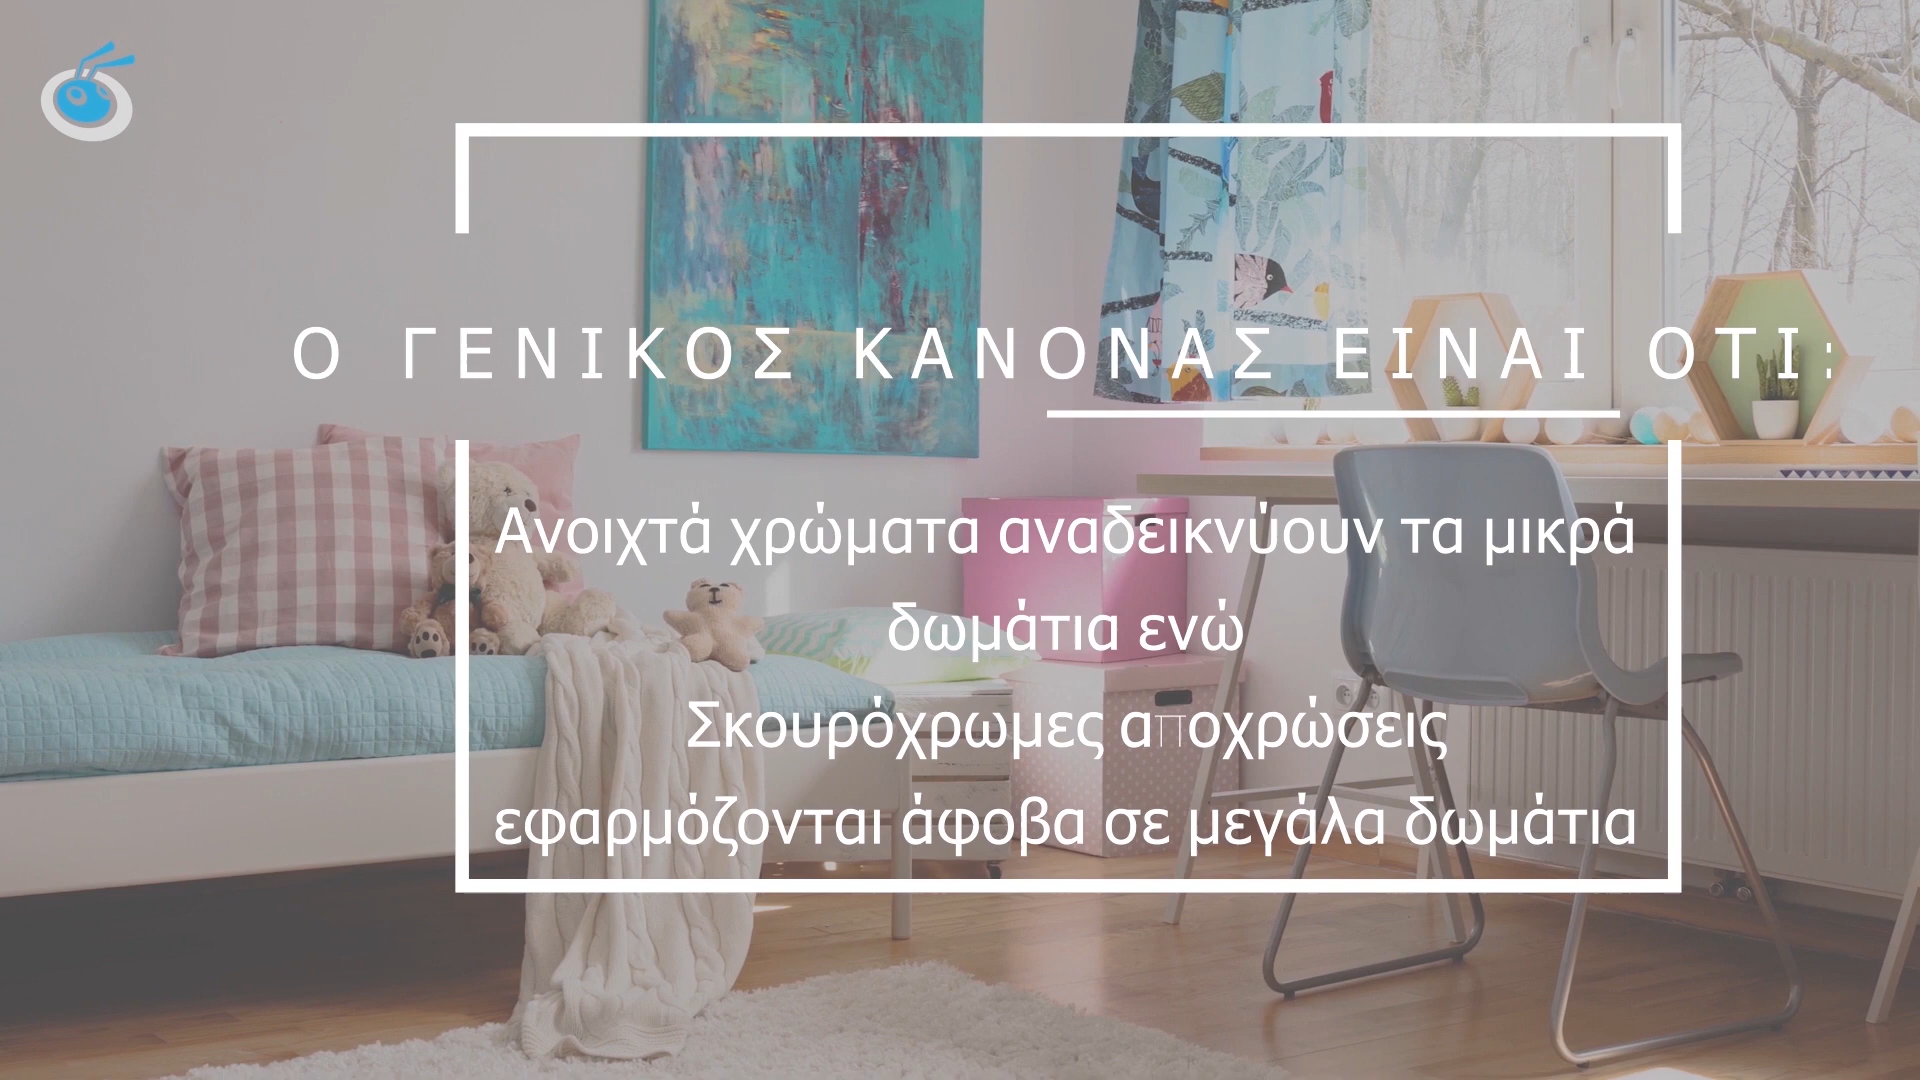 Ο ΓΕΝΙΚΟΣ ΚΑΝΟΝΑΣ ΕΙΝΑΙ ΟΤΙ:
Ανοιχτά χρώματα αναδεικνύουν τα μικρά
δωμάτια ενώ
Σκουρόχρωμες αποχρώσεις
εφαρμόζονται άφοβα σε μεγάλα δωμάτια